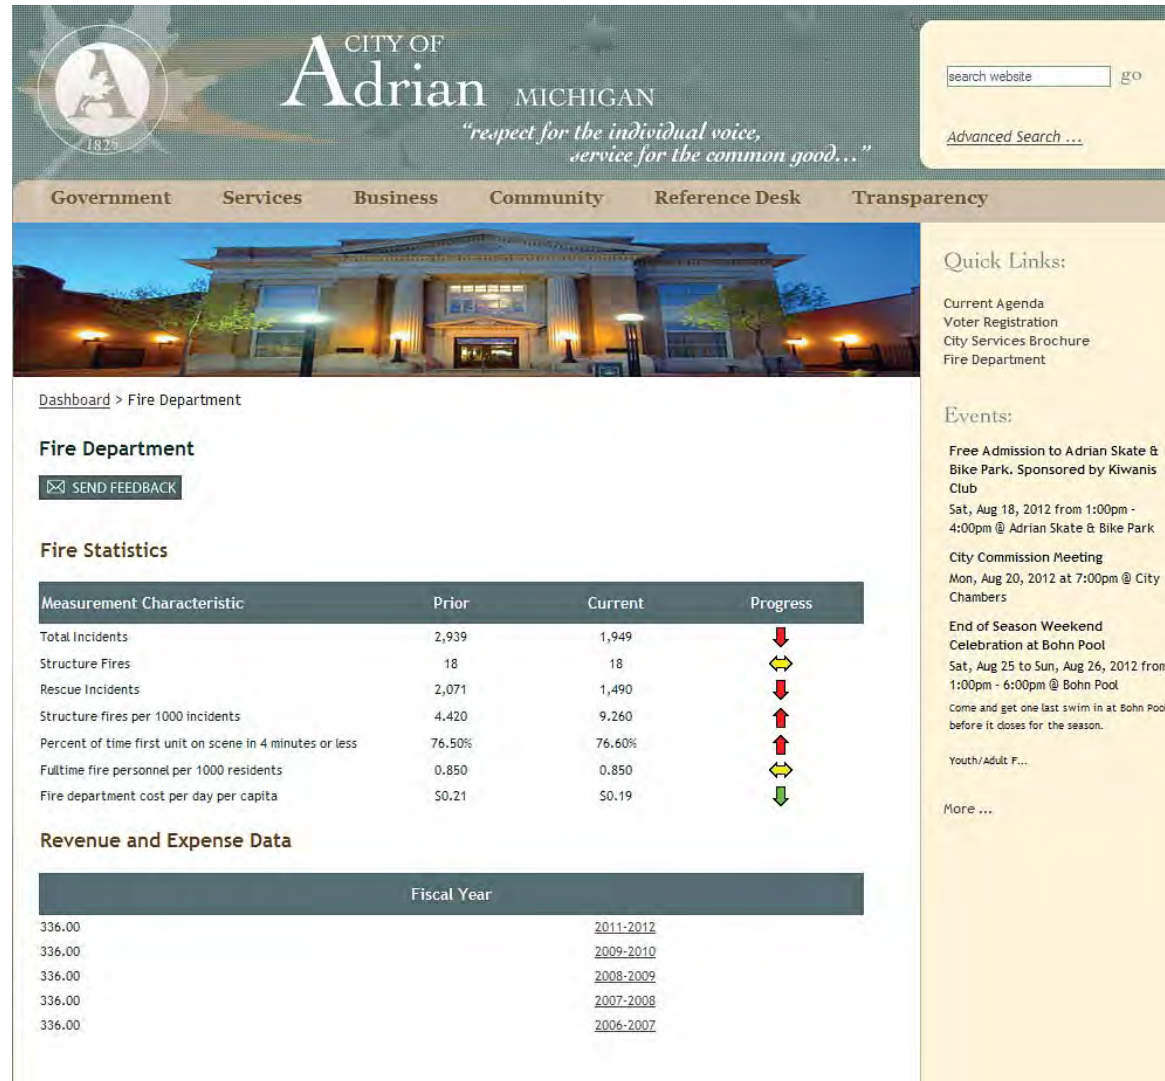 CITY OF
Adrian MICHIGAN
"respect for the individual voice,
service for the common good..."
A
1825
search website go
Advanced Search ...
Government Services Business Community Reference Desk Transparency
Dashboard > Fire Department
Fire Department
SEND FEEDBACK
Fire Statistics
Measurement Characteristic Prior Current Progress
Total Incidents 2,939 1,949
Structure Fires 18 18
Rescue Incidents 2,071 1,490
Structure fires per 1000 incidents 4.420 9.260
Percent of time first unit on scene in 4 minutes or less 76.50% 76.60%
Fulltime fire personnel per 1000 residents 0.850 0.850
Fire department cost per day per capita $0.21 $0.19
Revenue and Expense Data
Fiscal Year
336.00 2011-2012
336.00 2009-2010
336.00 2008-2009
336.00 2007-2008
336.00 2006-2007
Quick Links:
Current Agenda
Voter Registration
City Services Brochure
Fire Department
Events:
Free Admission to Adrian Skate &
Bike Park. Sponsored by Kiwanis
Club
Sat, Aug 18, 2012 from 1:00pm -
4:00pm @ Adrian Skate & Bike Park
City Commission Meeting
Mon, Aug 20, 2012 at 7:00pm @ City
Chambers
End of Season Weekend
Celebration at Bohn Pool
Sat, Aug 25 to Sun, Aug 26, 2012 from
1:00pm - 6:00pm @ Bohn Pool
Come and get one last swim in at Bohn Pool
before it closes for the season.
Youth/Adult F...
More ...